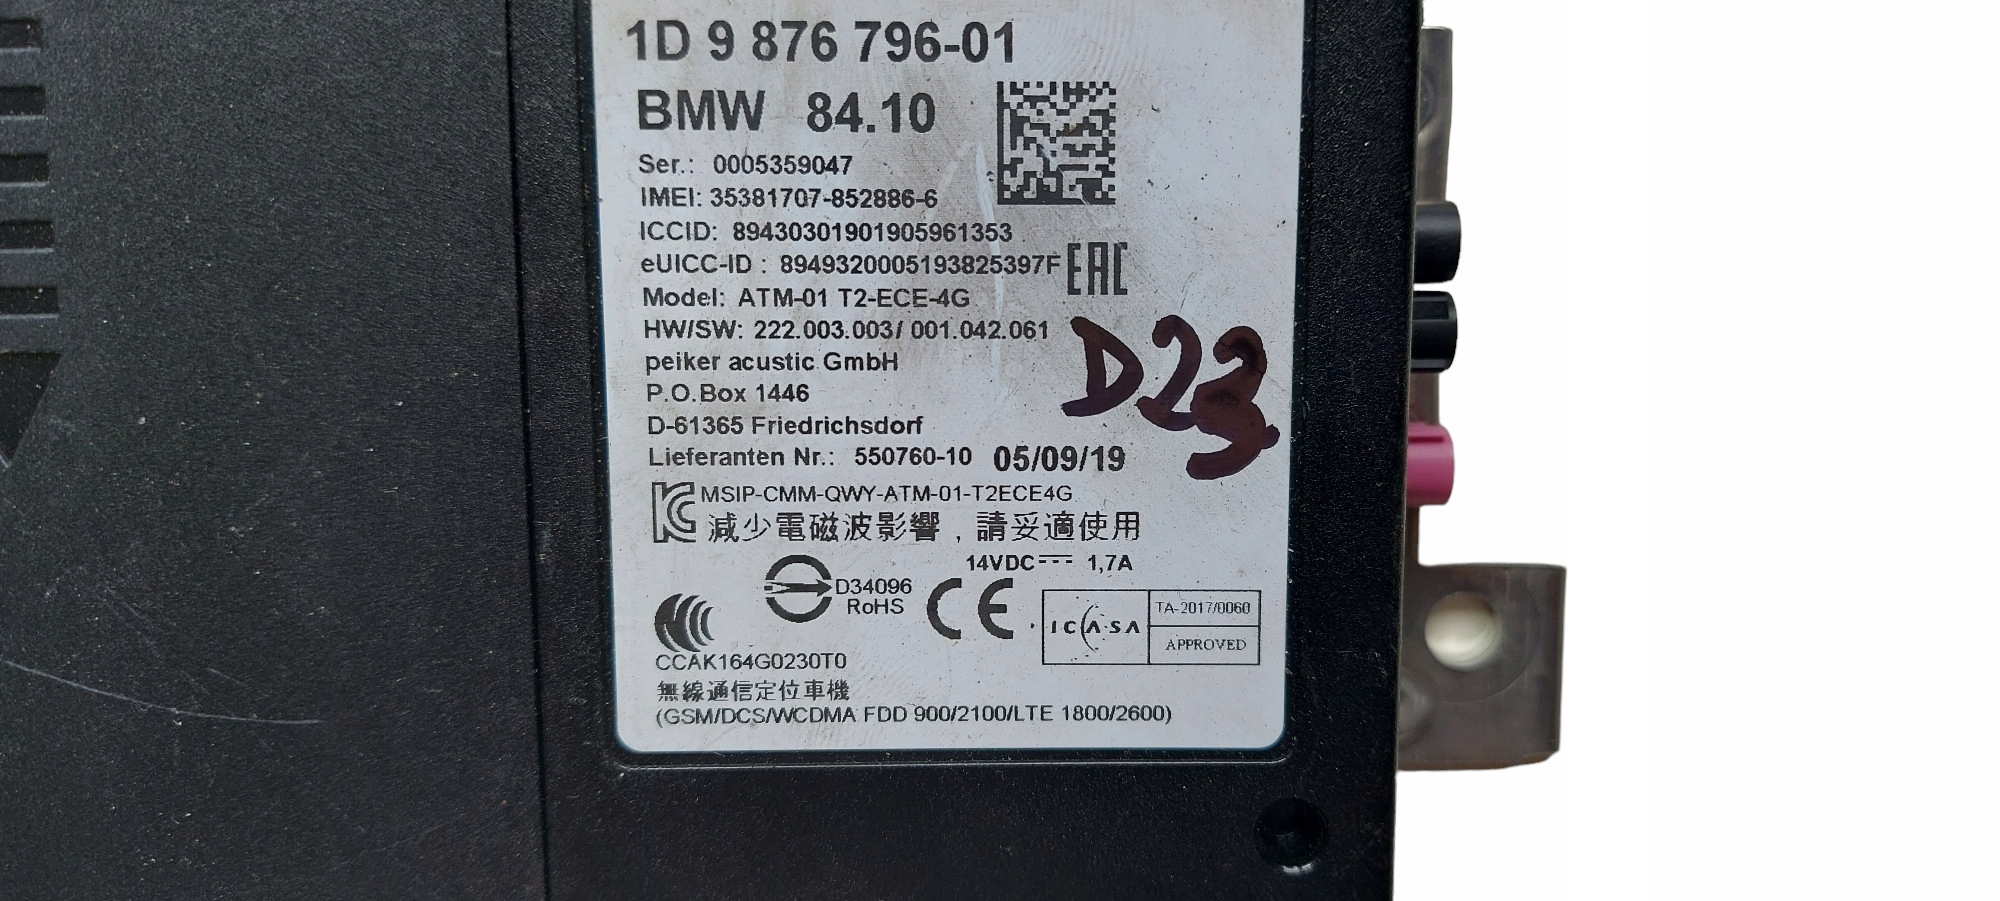 1D 9 876 796-01
BMW 84.10
Ser.: 0005359047
IMEI: 35381707-852886-6
ICCID: 89430301901905961353
eUICC-ID : 8949320005193825397F
EAC
Model: ATM-01 T2-ECE-4G
HW/SW: 222.003.003/ 001.042.061
peiker acustic GmbH
P.O.Box 1446
D-61365 Friedrichsdorf
D223
Lieferanten Nr.: 550760-10 05/09/19
MSIP-CMM-QWY-ATM-01-T2ECE4G
減少電磁波影響，請妥適使用
14VDC 1,7A
D34096
RoHS
CE
ICASA
TA-2017/0060
APPROVED
CCAK164G0230T0
無線通信定位車機
(GSM/DCS/WCDMA FDD 900/2100/LTE 1800/2600)